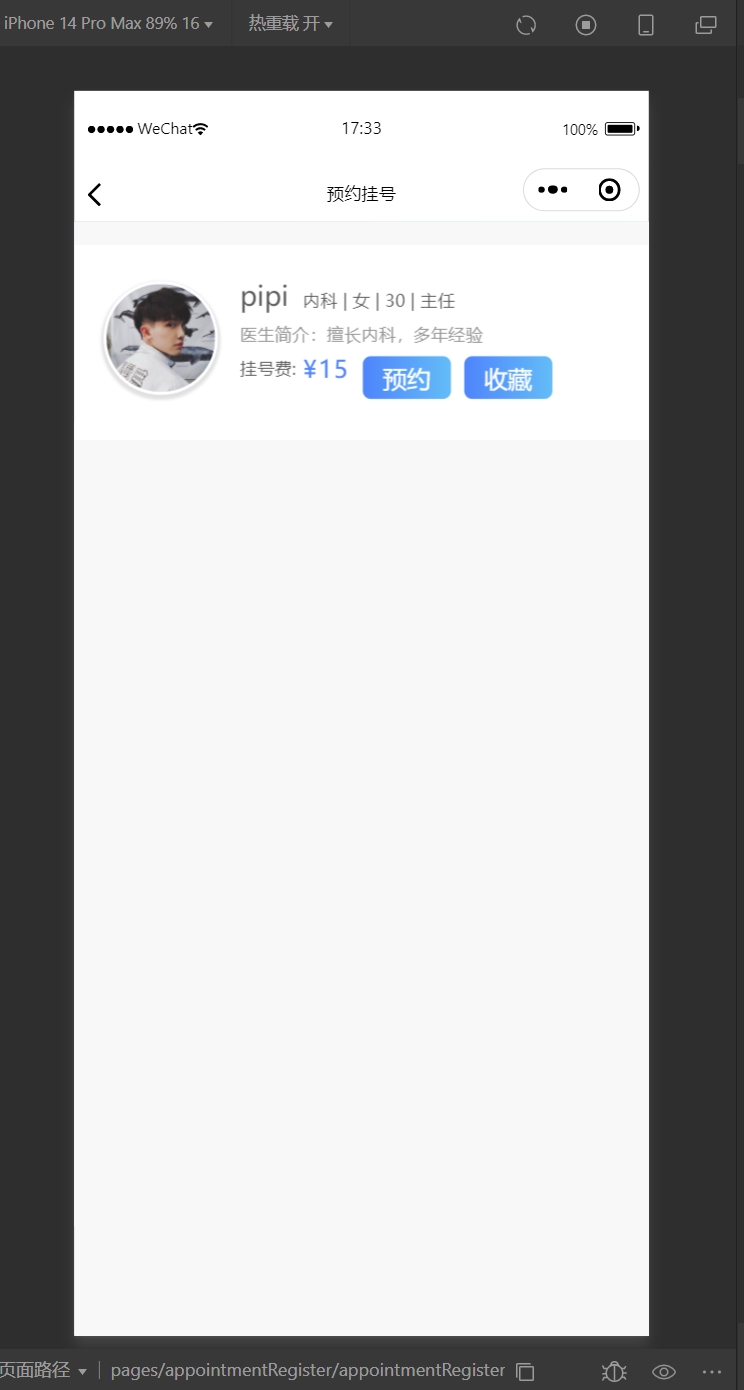 iPhone 14 Pro Max 89% 16 热重载 开
WeChat 17:33 100%
预约挂号
pipi 内科 | 女 | 30 | 主任
医生简介：擅长内科，多年经验
挂号费: ¥15 预约 收藏
页面路径 pages/appointmentRegister/appointmentRegister